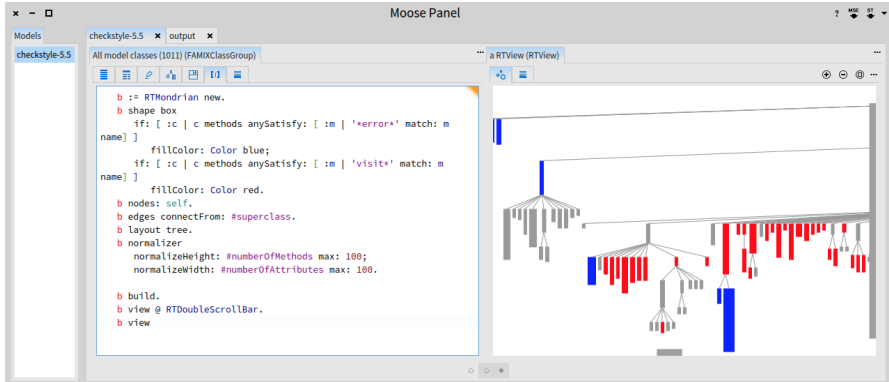 Moose Panel
? MSE ST
Models
checkstyle-5.5 × output ×
checkstyle-5.5
All model classes (1011) (FAMIXClassGroup)
a RTView (RTView)
b := RTMondrian new.
b shape box
if: [ :c | c methods anySatisfy: [ :m | '*error*' match: m
name] ]
fillColor: Color blue;
if: [ :c | c methods anySatisfy: [ :m | 'visit*' match: m
name] ]
fillColor: Color red.
b nodes: self.
b edges connectFrom: #superclass.
b layout tree.
b normalizer
normalizeHeight: #numberOfMethods max: 100;
normalizeWidth: #numberOfAttributes max: 100.
b build.
b view @ RTDoubleScrollBar.
b view